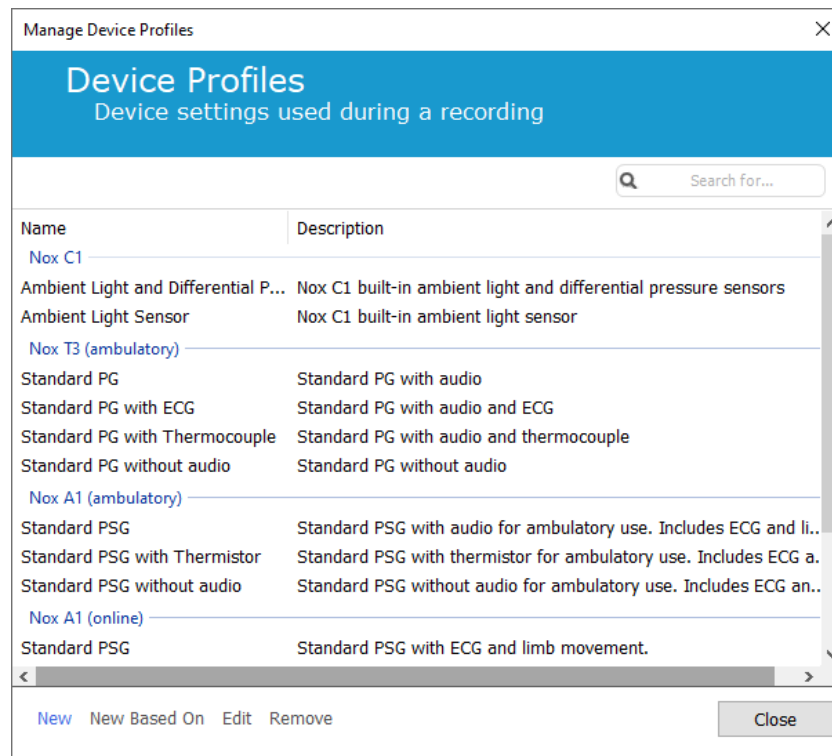 Manage Device Profiles
Device Profiles
Device settings used during a recording
Search for...
Name Description
Nox C1
Ambient Light and Differential P... Nox C1 built-in ambient light and differential pressure sensors
Ambient Light Sensor Nox C1 built-in ambient light sensor
Nox T3 (ambulatory)
Standard PG Standard PG with audio
Standard PG with ECG Standard PG with audio and ECG
Standard PG with Thermocouple Standard PG with audio and thermocouple
Standard PG without audio Standard PG without audio
Nox A1 (ambulatory)
Standard PSG Standard PSG with audio for ambulatory use. Includes ECG and li..
Standard PSG with Thermistor Standard PSG with thermistor for ambulatory use. Includes ECG a.
Standard PSG without audio Standard PSG without audio for ambulatory use. Includes ECG an..
Nox A1 (online)
Standard PSG Standard PSG with ECG and limb movement.
New New Based On Edit Remove Close